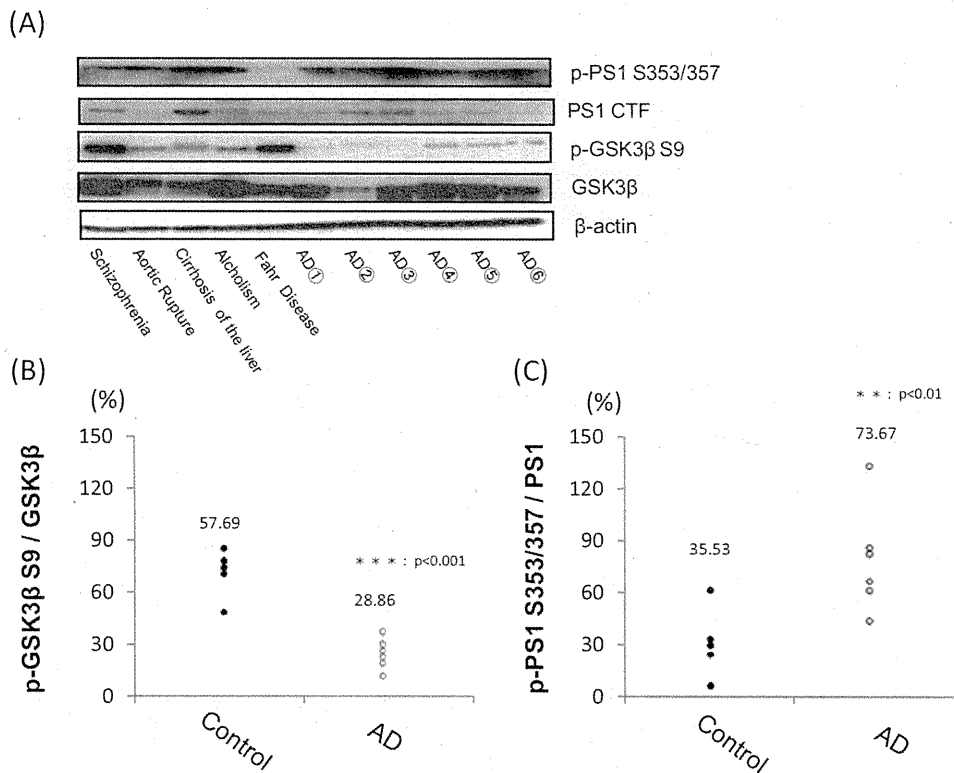 (A)
p-PS1 S353/357
PS1 CTF
p-GSK3β S9
GSK3β
β-actin
Schizophrenia
Aortic Rupture
Cirrhosis of the liver
Alcholism
Fahr Disease
AD①
AD②
AD③
AD④
AD⑤
AD⑥
(B)
(%)
p-GSK3β S9 / GSK3β
150
120
90
60
30
0
57.69
* * * : p<0.001
28.86
Control
AD
(C)
(%)
p-PS1 S353/357 / PS1
150
120
90
60
30
0
35.53
* * : p<0.01
73.67
Control
AD